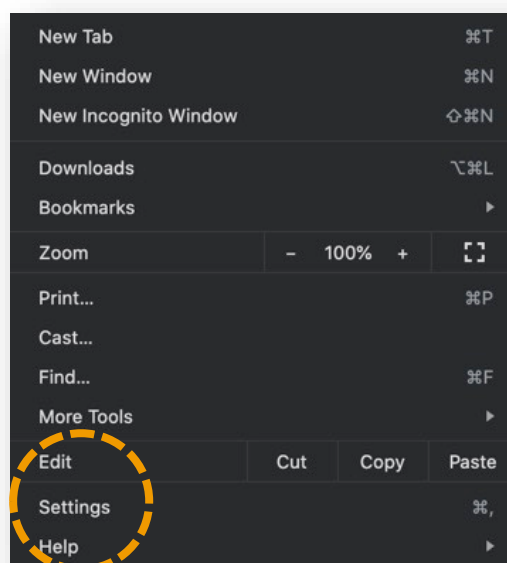 New Tab ⌘T
New Window ⌘N
New Incognito Window ⇧⌘N
Downloads ⌥⌘L
Bookmarks
Zoom - 100% +
Print... ⌘P
Cast...
Find... ⌘F
More Tools
Edit Cut Copy Paste
Settings ⌘,
Help